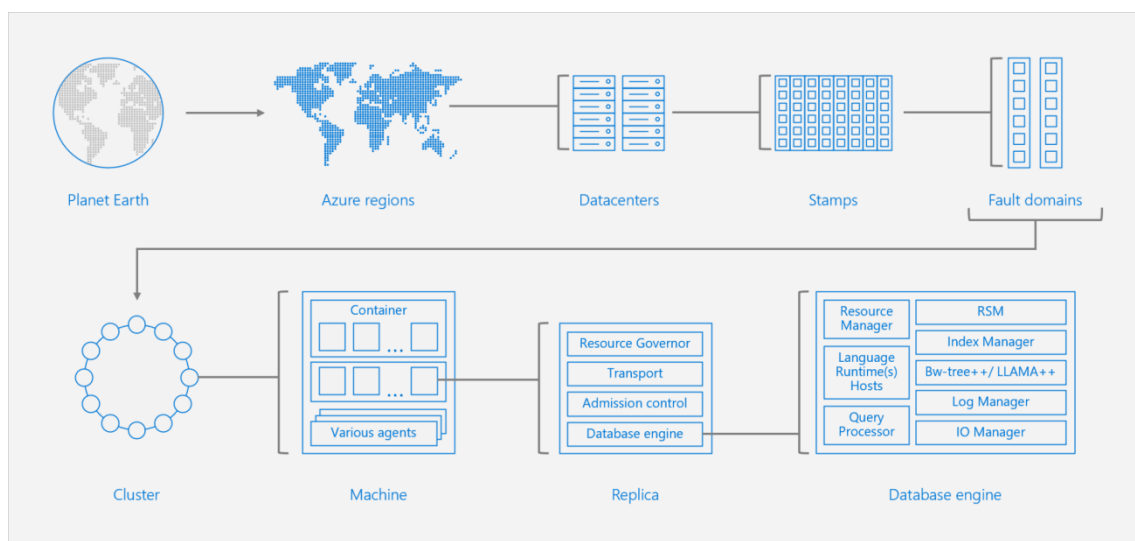 Planet Earth
Azure regions
Datacenters
Stamps
Fault domains
Container
...
...
Various agents
Resource Governor
Transport
Admission control
Database engine
Resource
Manager
Language
Runtime(s)
Hosts
Query
Processor
RSM
Index Manager
Bw-tree++/ LLAMA++
Log Manager
IO Manager
Cluster
Machine
Replica
Database engine